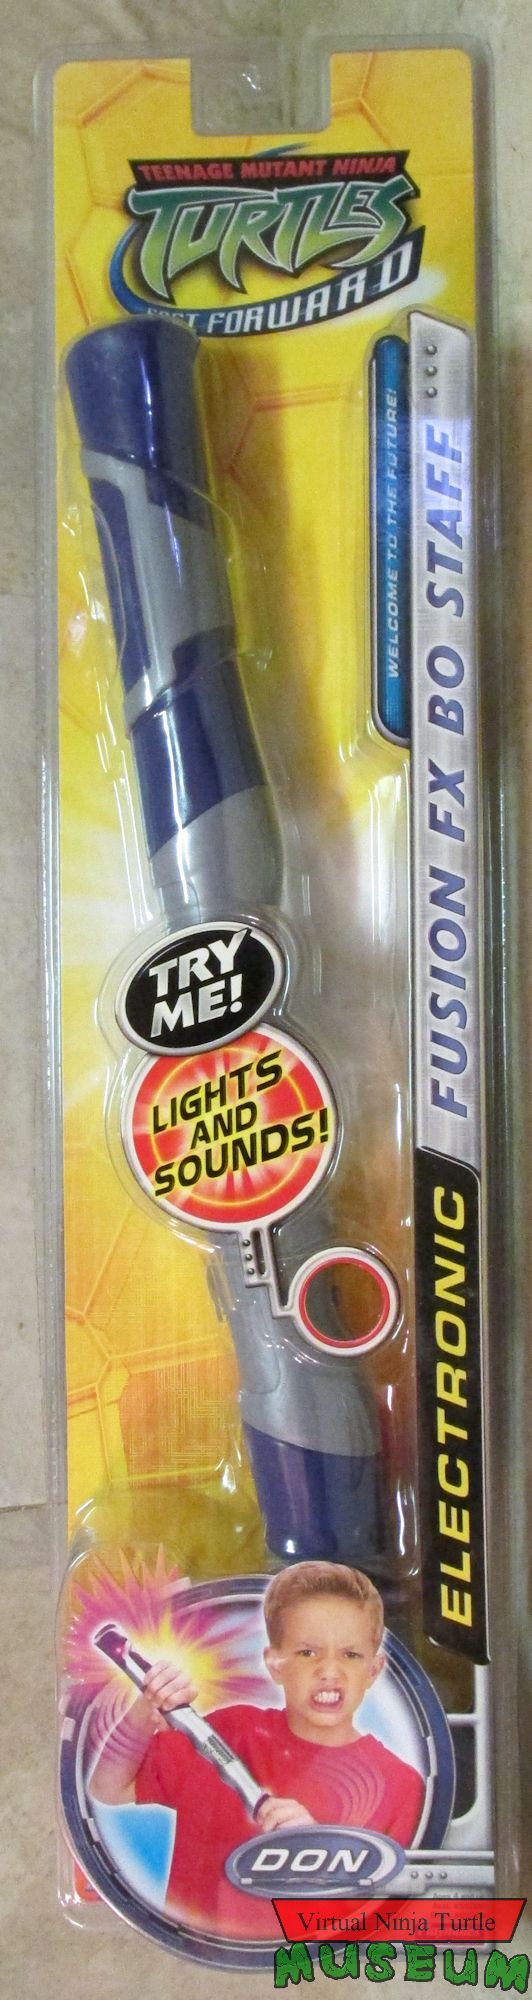 TEENAGE MUTANT NINJA
TURTLES
FAST FORWARD
WELCOME TO THE FUTURE!
ELECTRONIC FUSION FX BO STAFF
TRY
ME!
LIGHTS
AND
SOUNDS!
DON
Virtual Ninja Turtle
MUSEUM